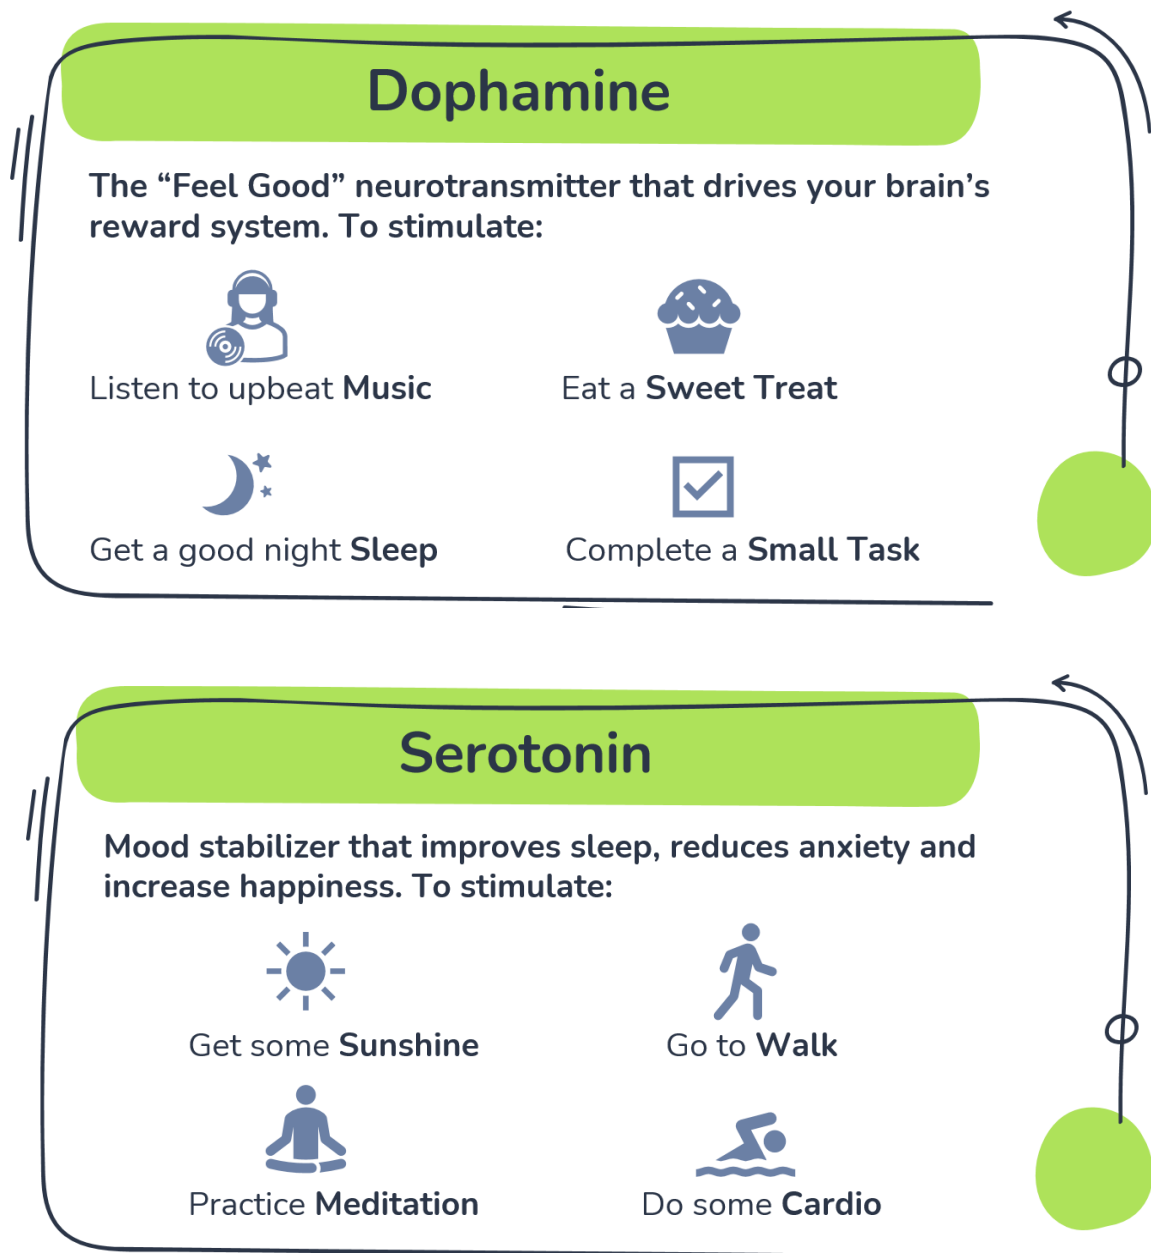 Dophamine
The “Feel Good” neurotransmitter that drives your brain’s
reward system. To stimulate:
Listen to upbeat Music
Eat a Sweet Treat
Get a good night Sleep
Complete a Small Task
Serotonin
Mood stabilizer that improves sleep, reduces anxiety and
increase happiness. To stimulate:
Get some Sunshine
Go to Walk
Practice Meditation
Do some Cardio